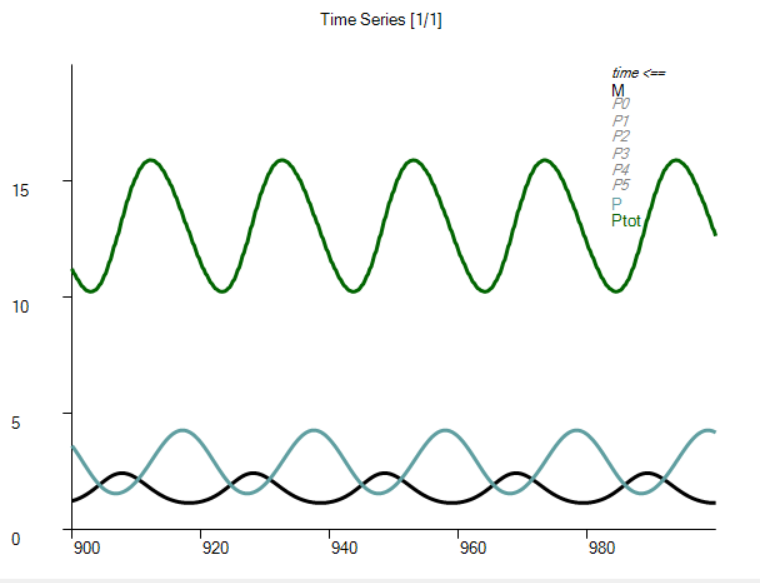 Time Series [1/1]
time <==
M
P0
P1
P2
P3
P4
P5
P
Ptot
15
10
5
0
900 920 940 960 980